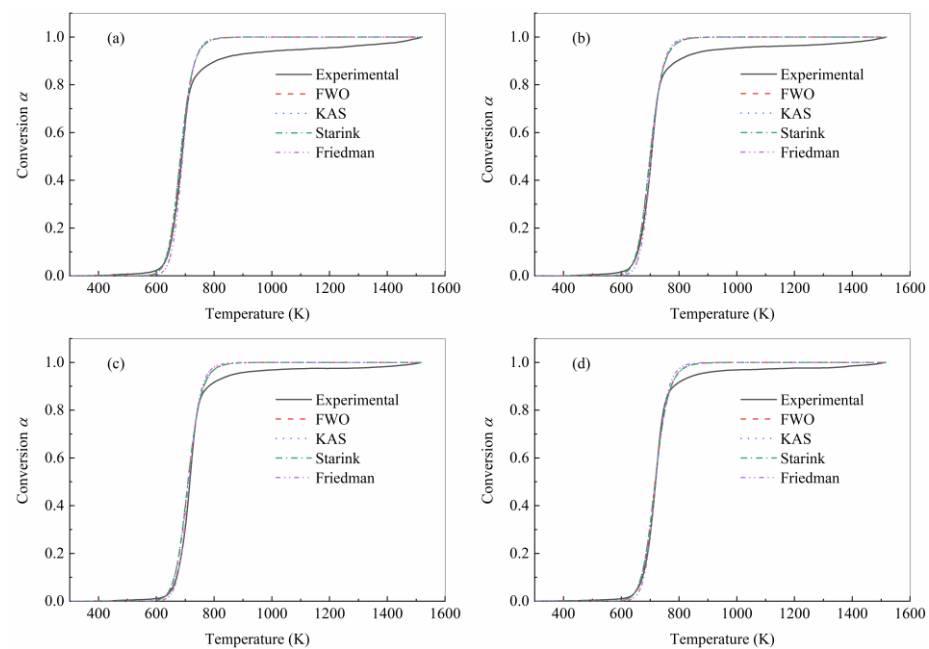 (a)
Experimental
FWO
KAS
Starink
Friedman
Conversion α
1.0
0.8
0.6
0.4
0.2
0.0
400 600 800 1000 1200 1400 1600
Temperature (K)
(b)
Experimental
FWO
KAS
Starink
Friedman
Conversion α
1.0
0.8
0.6
0.4
0.2
0.0
400 600 800 1000 1200 1400 1600
Temperature (K)
(c)
Experimental
FWO
KAS
Starink
Friedman
Conversion α
1.0
0.8
0.6
0.4
0.2
0.0
400 600 800 1000 1200 1400 1600
Temperature (K)
(d)
Experimental
FWO
KAS
Starink
Friedman
Conversion α
1.0
0.8
0.6
0.4
0.2
0.0
400 600 800 1000 1200 1400 1600
Temperature (K)